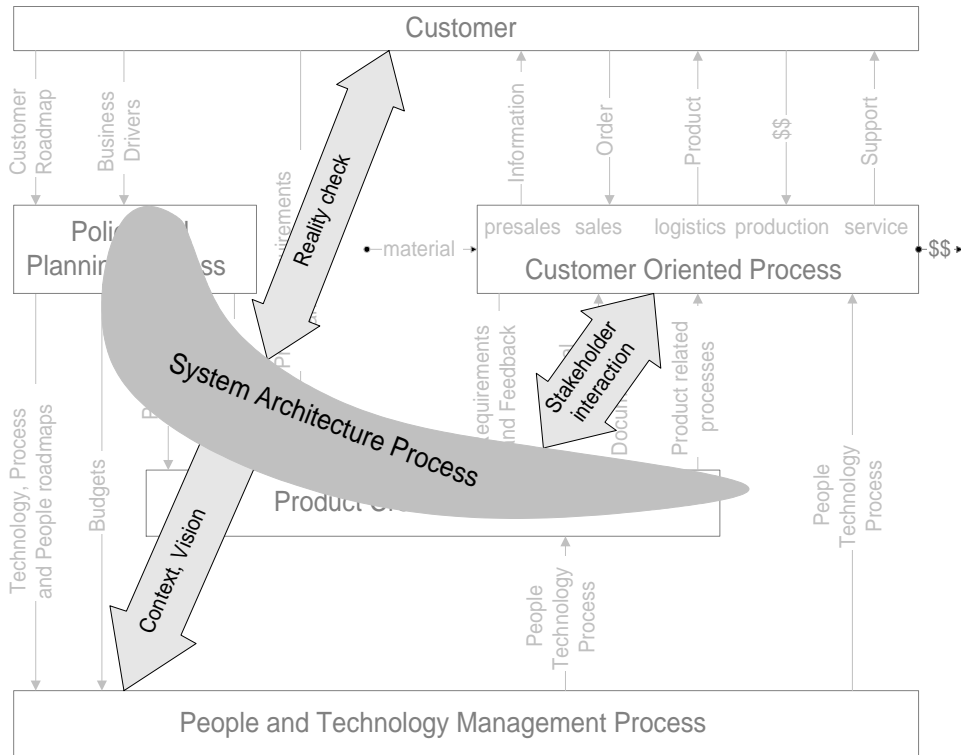 Customer
Customer
Roadmap
Business
Drivers
Information
Order
Product
$$
Support
Reality check
presales
sales
logistics
production
service
material
Customer Oriented Process
$$
Planning
Stakeholder
interaction
and Feedback
Product related
processes
System Architecture Process
Technology, Process
and People roadmaps
Budgets
Context, Vision
Product
People
Technology
Process
People
Technology
Process
People and Technology Management Process